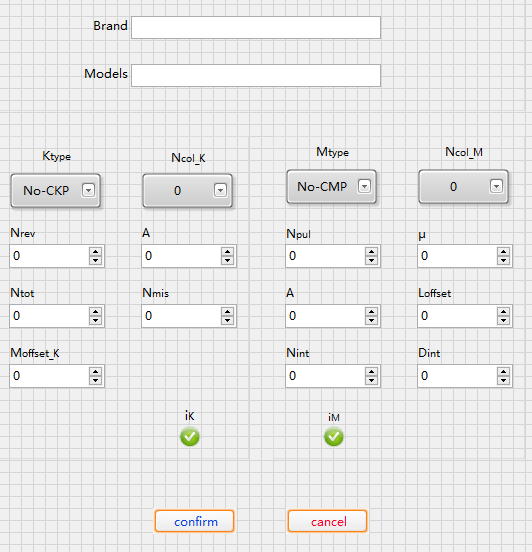 Brand
Models
Ktype Ncol_K Mtype Ncol_M
No-CKP 0 No-CMP 0
Nrev A Npul μ
0 0 0 0
Ntot Nmis A Loffset
0 0 0 0
Moffset_K Nint Dint
0 0 0
iK iM
confirm cancel